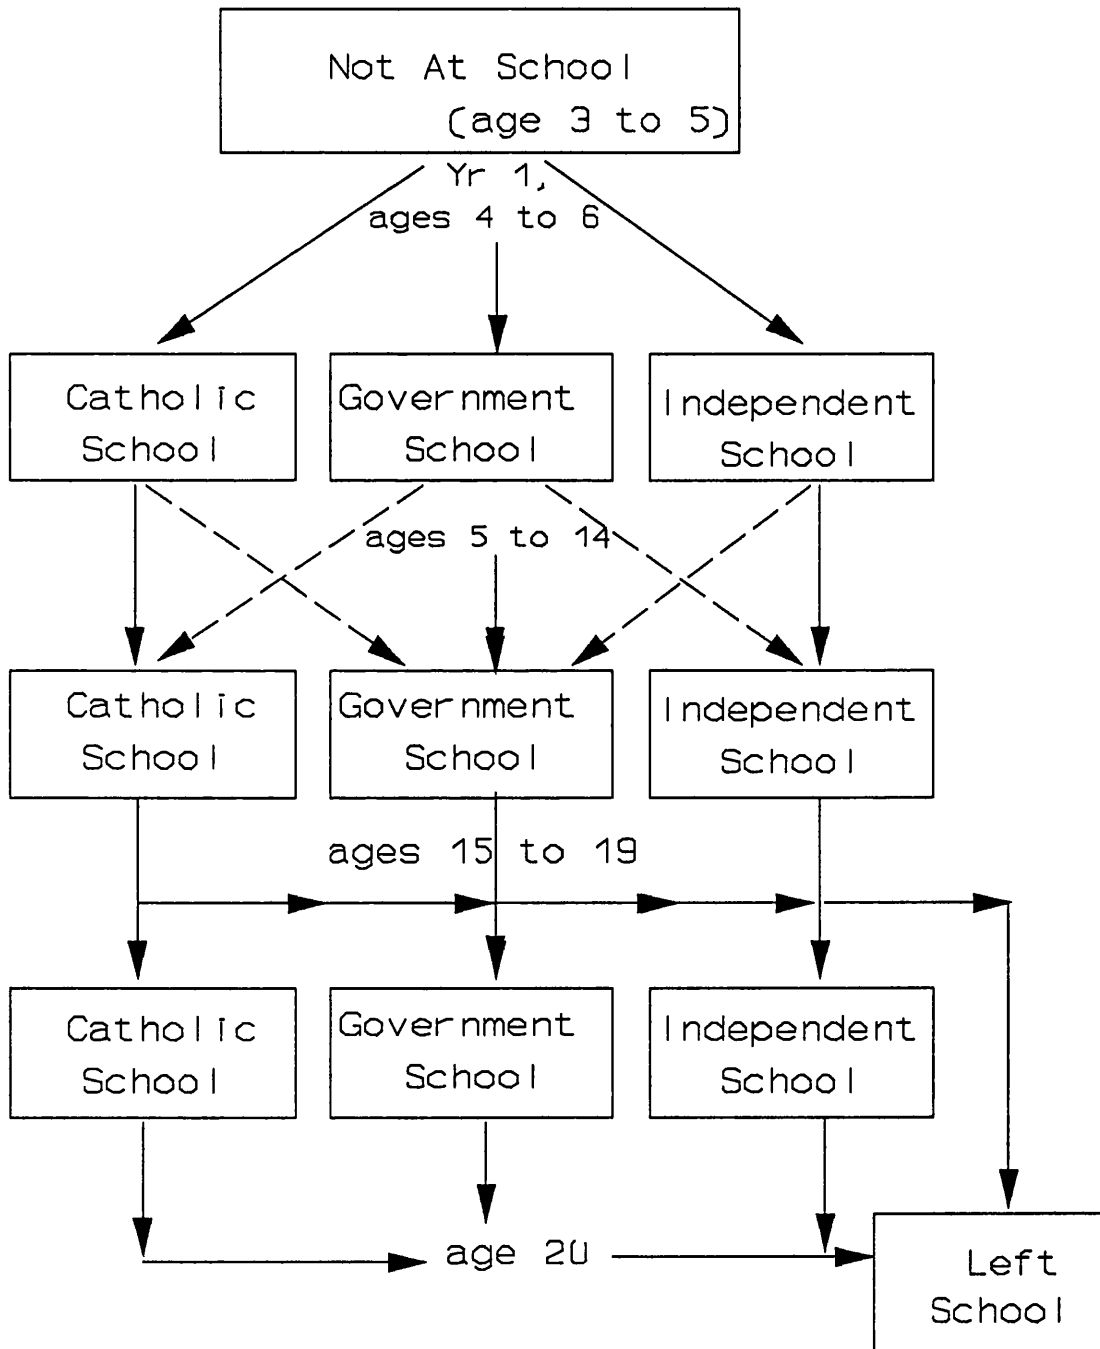 Not At School
(age 3 to 5)
Yr 1,
ages 4 to 6
Catholic
School
Government
School
Independent
School
ages 5 to 14
Catholic
School
Government
School
Independent
School
ages 15 to 19
Catholic
School
Government
School
Independent
School
age 20
Left
School